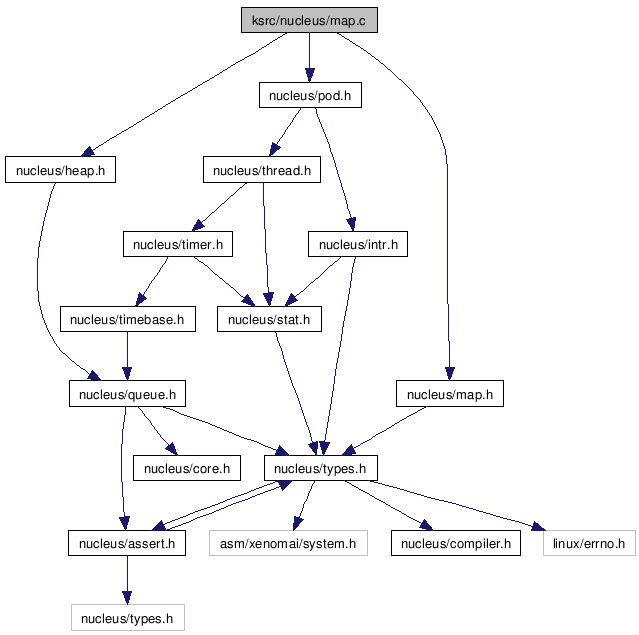 ksrc/nucleus/map.c
nucleus/pod.h
nucleus/heap.h
nucleus/thread.h
nucleus/timer.h
nucleus/intr.h
nucleus/timebase.h
nucleus/stat.h
nucleus/queue.h
nucleus/map.h
nucleus/core.h
nucleus/types.h
nucleus/assert.h
asm/xenomai/system.h
nucleus/compiler.h
linux/errno.h
nucleus/types.h